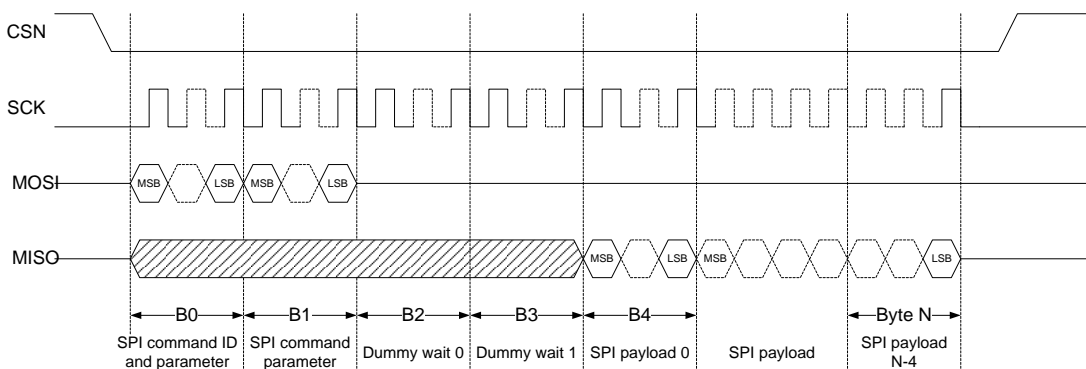 CSN
SCK
MOSI
MSB LSB MSB LSB
MISO
MSB LSB MSB LSB
B0 B1 B2 B3 B4 Byte N
SPI command ID
and parameter
SPI command
parameter
Dummy wait 0
Dummy wait 1
SPI payload 0
SPI payload
SPI payload
N-4